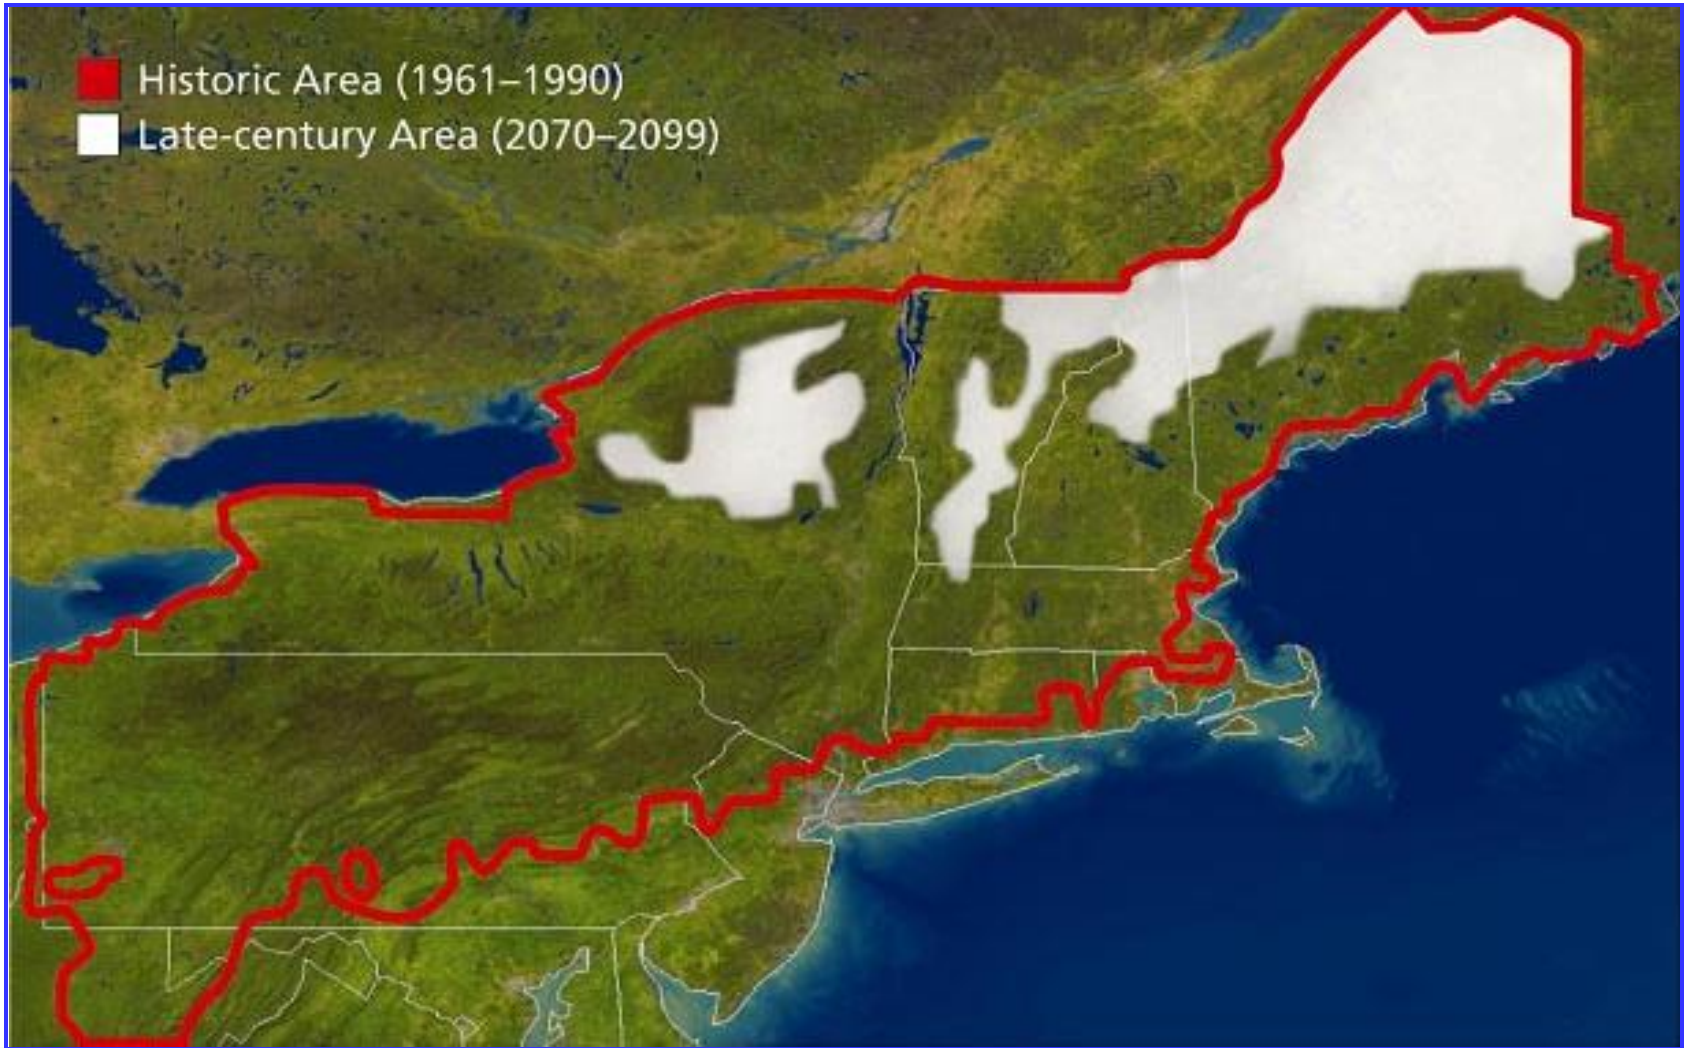 Historic Area (1961–1990)
Late-century Area (2070–2099)